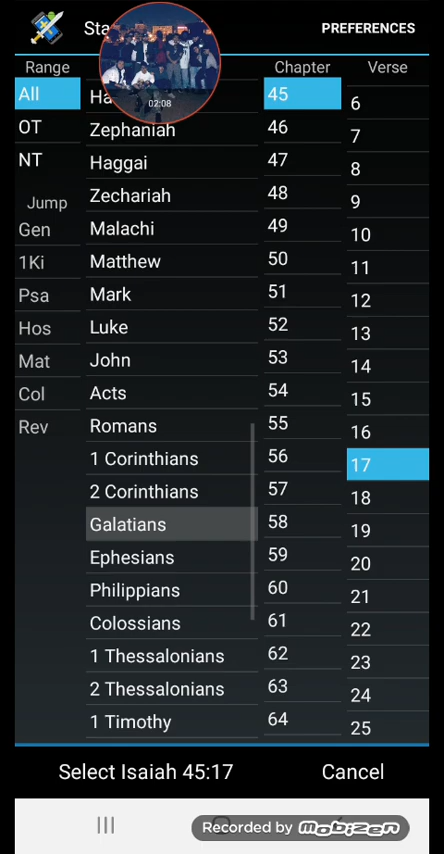 Sta
PREFERENCES
02:08
Range
Chapter
Verse
All
OT
NT
Jump
Gen
1Ki
Psa
Hos
Mat
Col
Rev
Ha
Zephaniah
Haggai
Zechariah
Malachi
Matthew
Mark
Luke
John
Acts
Romans
1 Corinthians
2 Corinthians
Galatians
Ephesians
Philippians
Colossians
1 Thessalonians
2 Thessalonians
1 Timothy
45
46
47
48
49
50
51
52
53
54
55
56
57
58
59
60
61
62
63
64
6
7
8
9
10
11
12
13
14
15
16
17
18
19
20
21
22
23
24
25
Select Isaiah 45:17
Cancel
Recorded by Mobizen